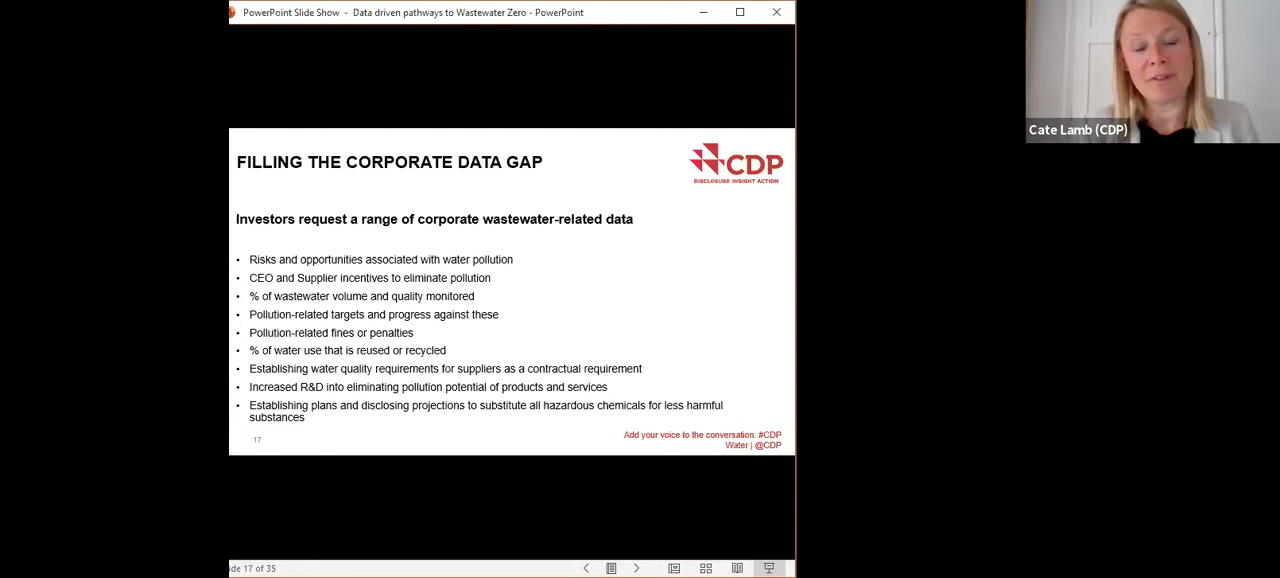 PowerPoint Slide Show - Data driven pathways to Wastewater Zero - PowerPoint
Cate Lamb (CDP)
FILLING THE CORPORATE DATA GAP
CDP
DISCLOSURE INSIGHT ACTION
Investors request a range of corporate wastewater-related data
• Risks and opportunities associated with water pollution
• CEO and Supplier incentives to eliminate pollution
• % of wastewater volume and quality monitored
• Pollution-related targets and progress against these
• Pollution-related fines or penalties
• % of water use that is reused or recycled
• Establishing water quality requirements for suppliers as a contractual requirement
• Increased R&D into eliminating pollution potential of products and services
• Establishing plans and disclosing projections to substitute all hazardous chemicals for less harmful
substances
17
Add your voice to the conversation: #CDP
Water | @CDP
ide 17 of 35